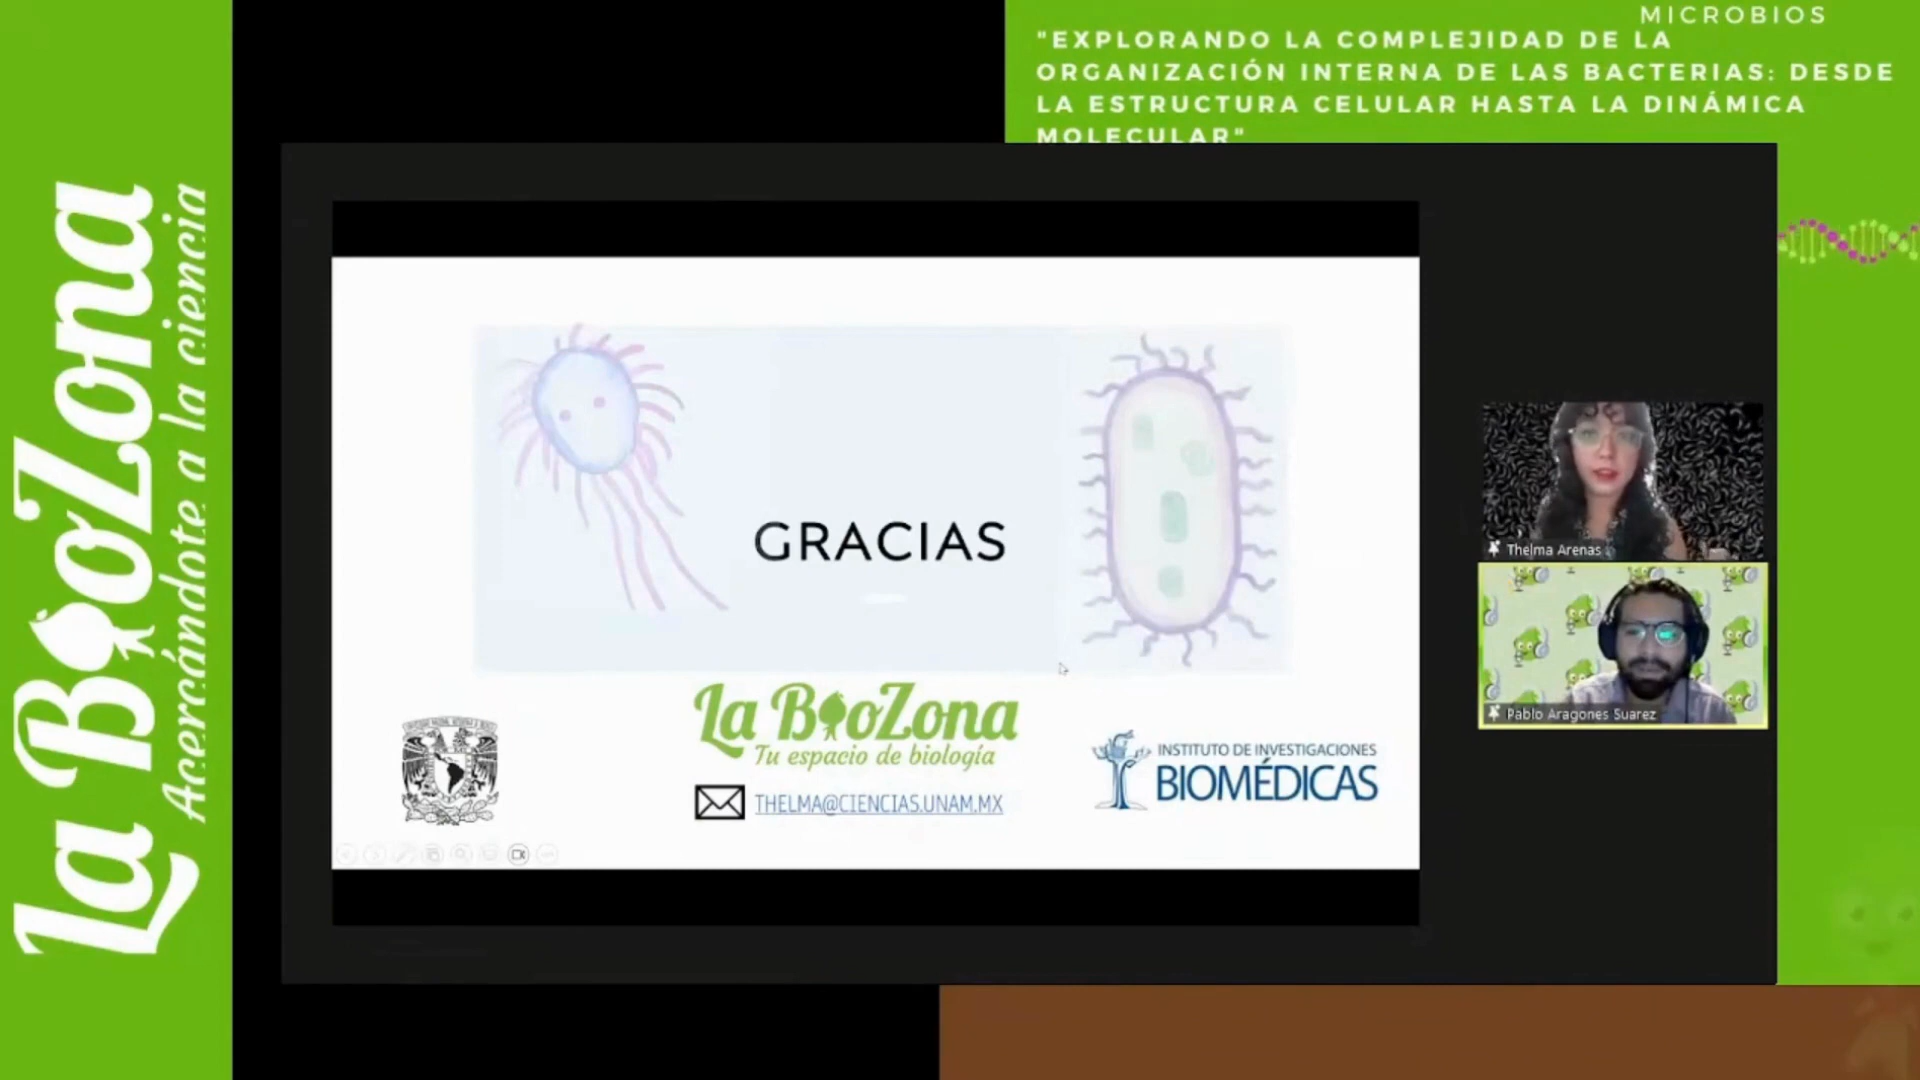 La BioZona
Acercándote a la ciencia
MICROBIOS
"EXPLORANDO LA COMPLEJIDAD DE LA
ORGANIZACIÓN INTERNA DE LAS BACTERIAS: DESDE
LA ESTRUCTURA CELULAR HASTA LA DINÁMICA
MOLECULAR"
GRACIAS
La BioZona
Tu espacio de biología
THELMA@CIENCIAS.UNAM.MX
INSTITUTO DE INVESTIGACIONES
BIOMÉDICAS
Thelma Arenas
Pablo Aragones Suarez